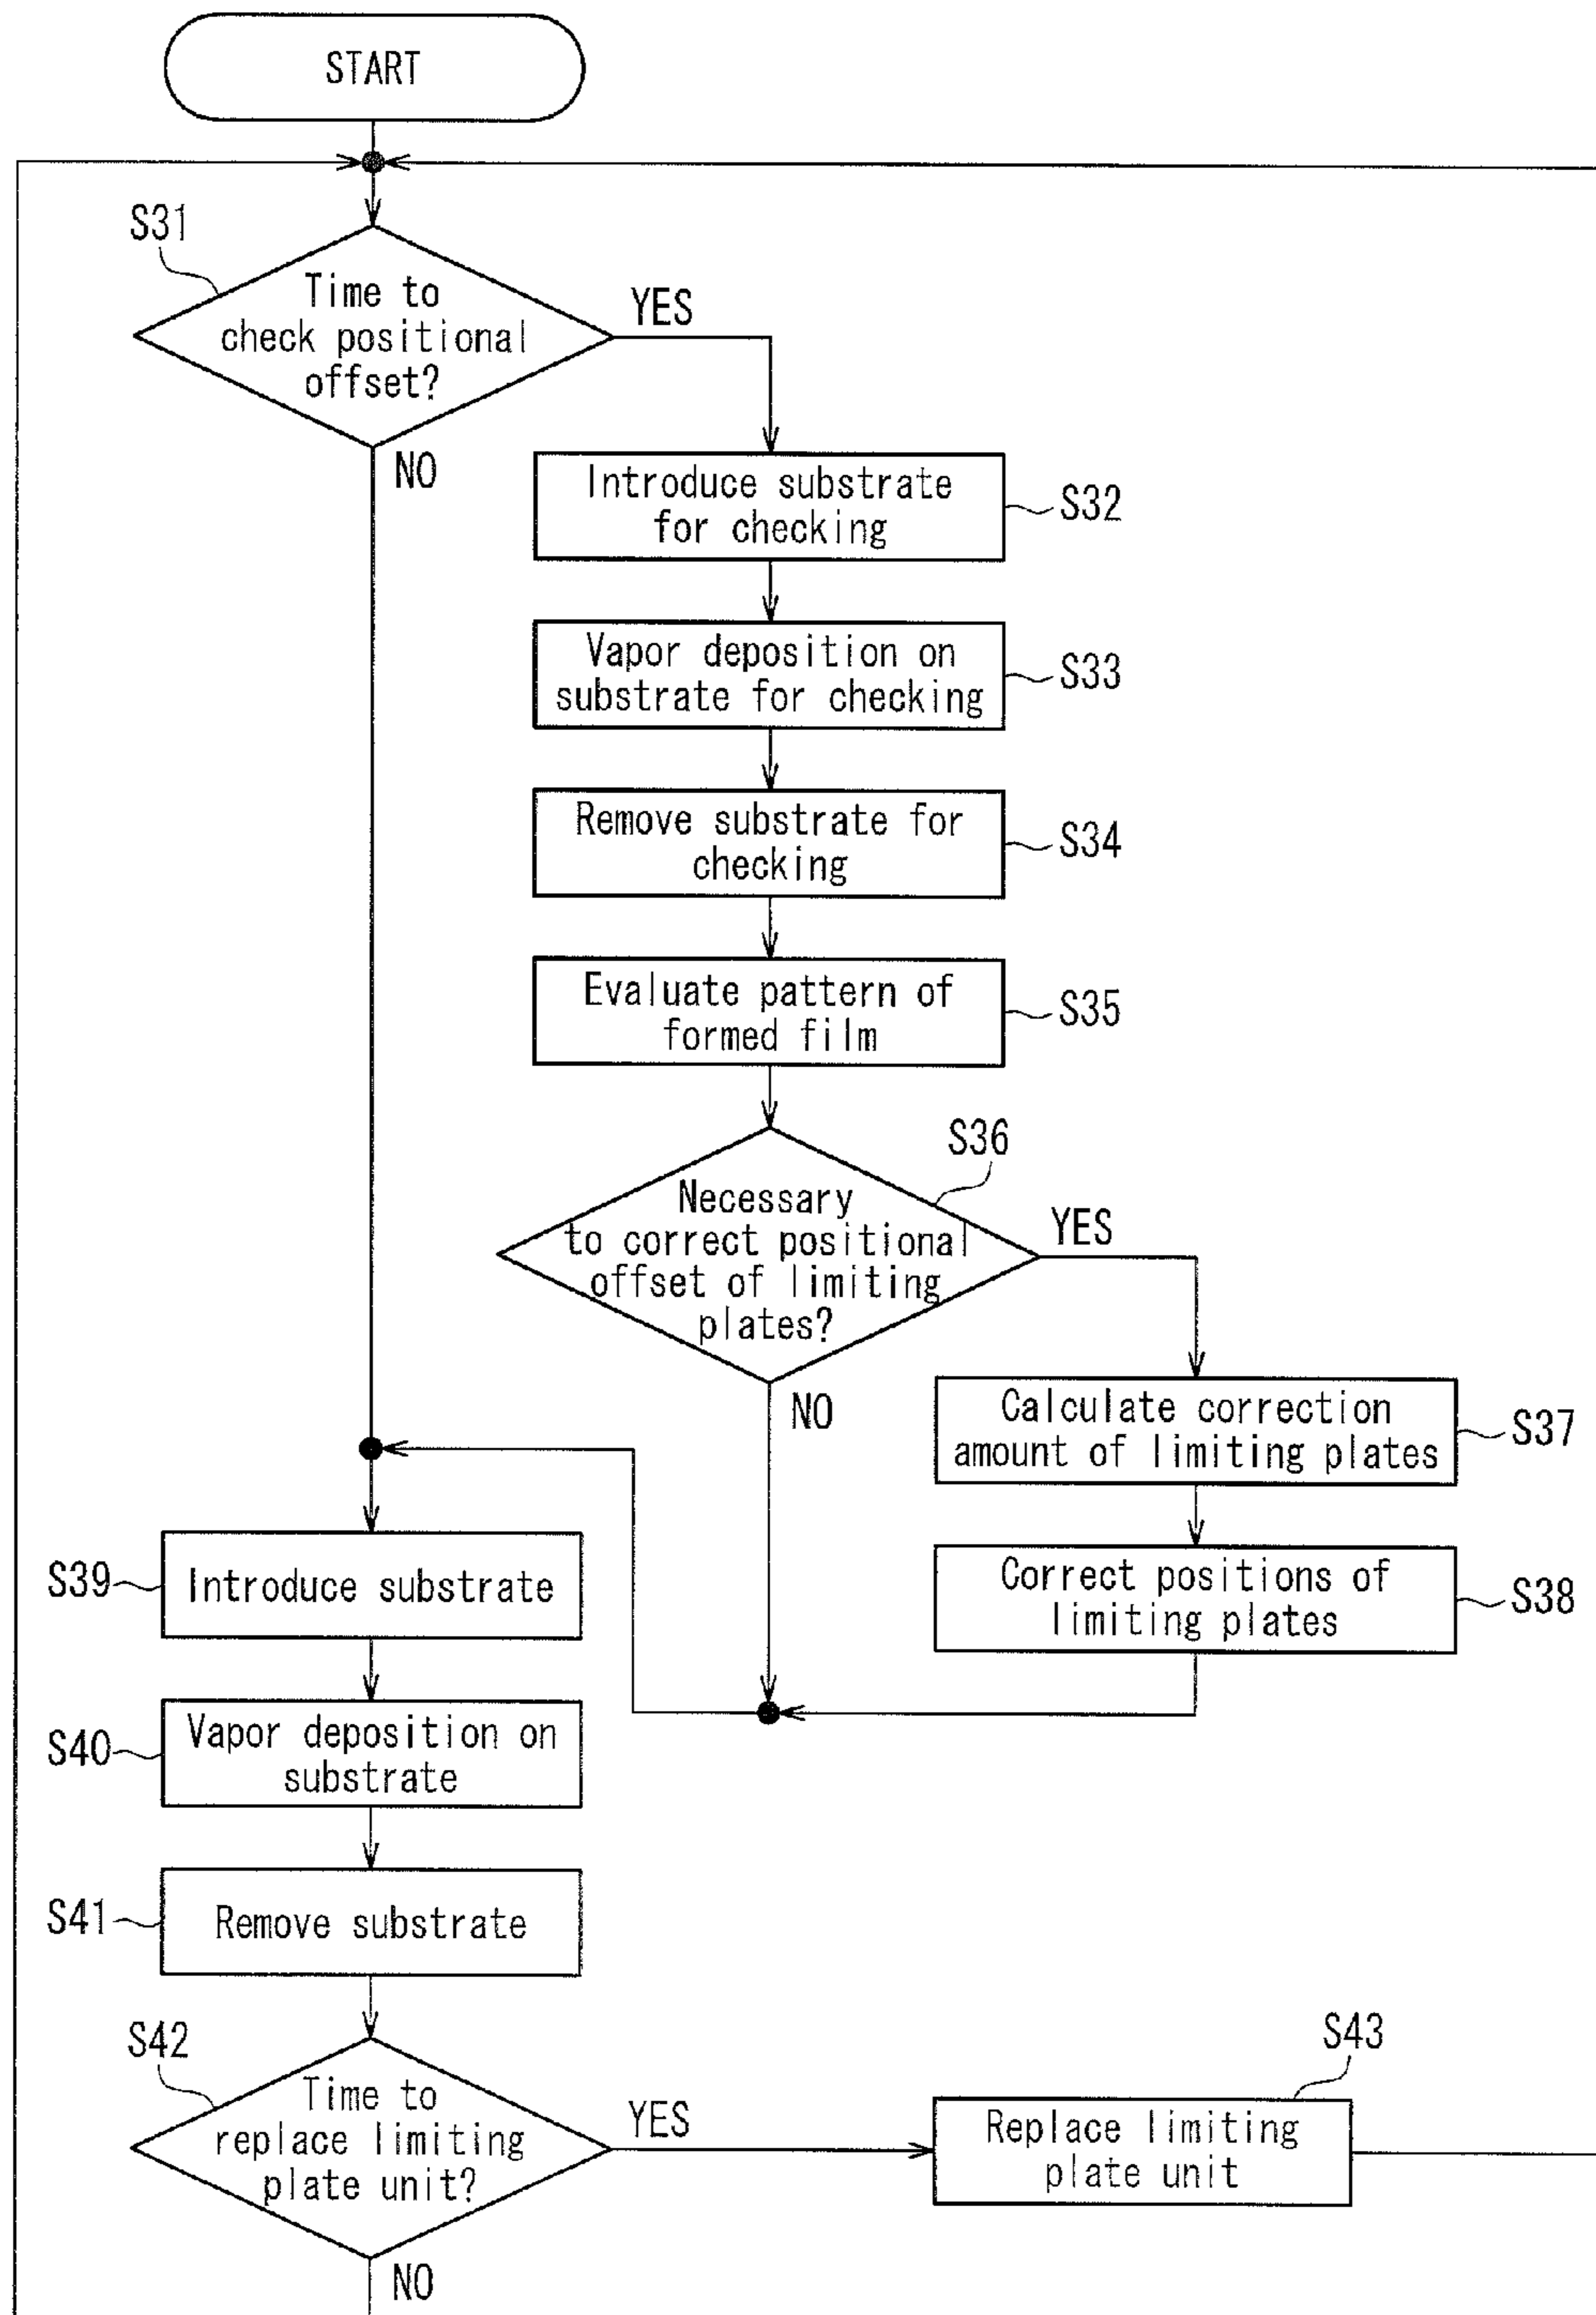 START
S31
Time to
check positional
offset?
YES
NO
Introduce substrate
for checking
S32
Vapor deposition on
substrate for checking
S33
Remove substrate for
checking
S34
Evaluate pattern of
formed film
S35
S36
Necessary
to correct positional
offset of limiting
plates?
YES
NO
Calculate correction
amount of limiting plates
S37
Correct positions of
limiting plates
S38
S39
Introduce substrate
S40
Vapor deposition on
substrate
S41
Remove substrate
S42
Time to
replace limiting
plate unit?
YES
S43
Replace limiting
plate unit
NO